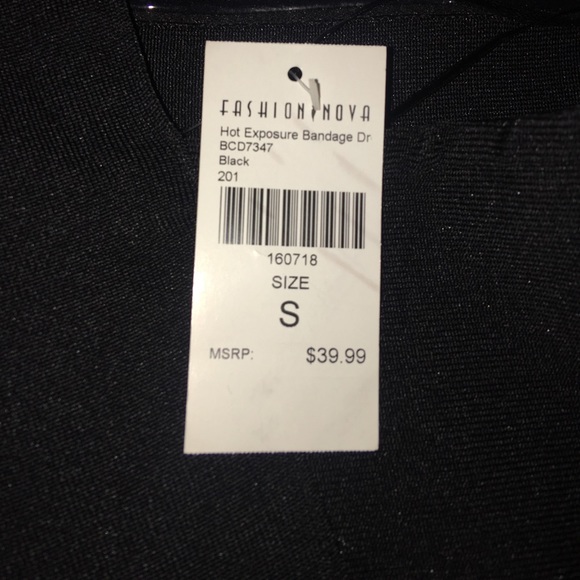 FASHION NOVA
Hot Exposure Bandage Dr
BCD7347
Black
201
160718
SIZE
S
MSRP: $39.99